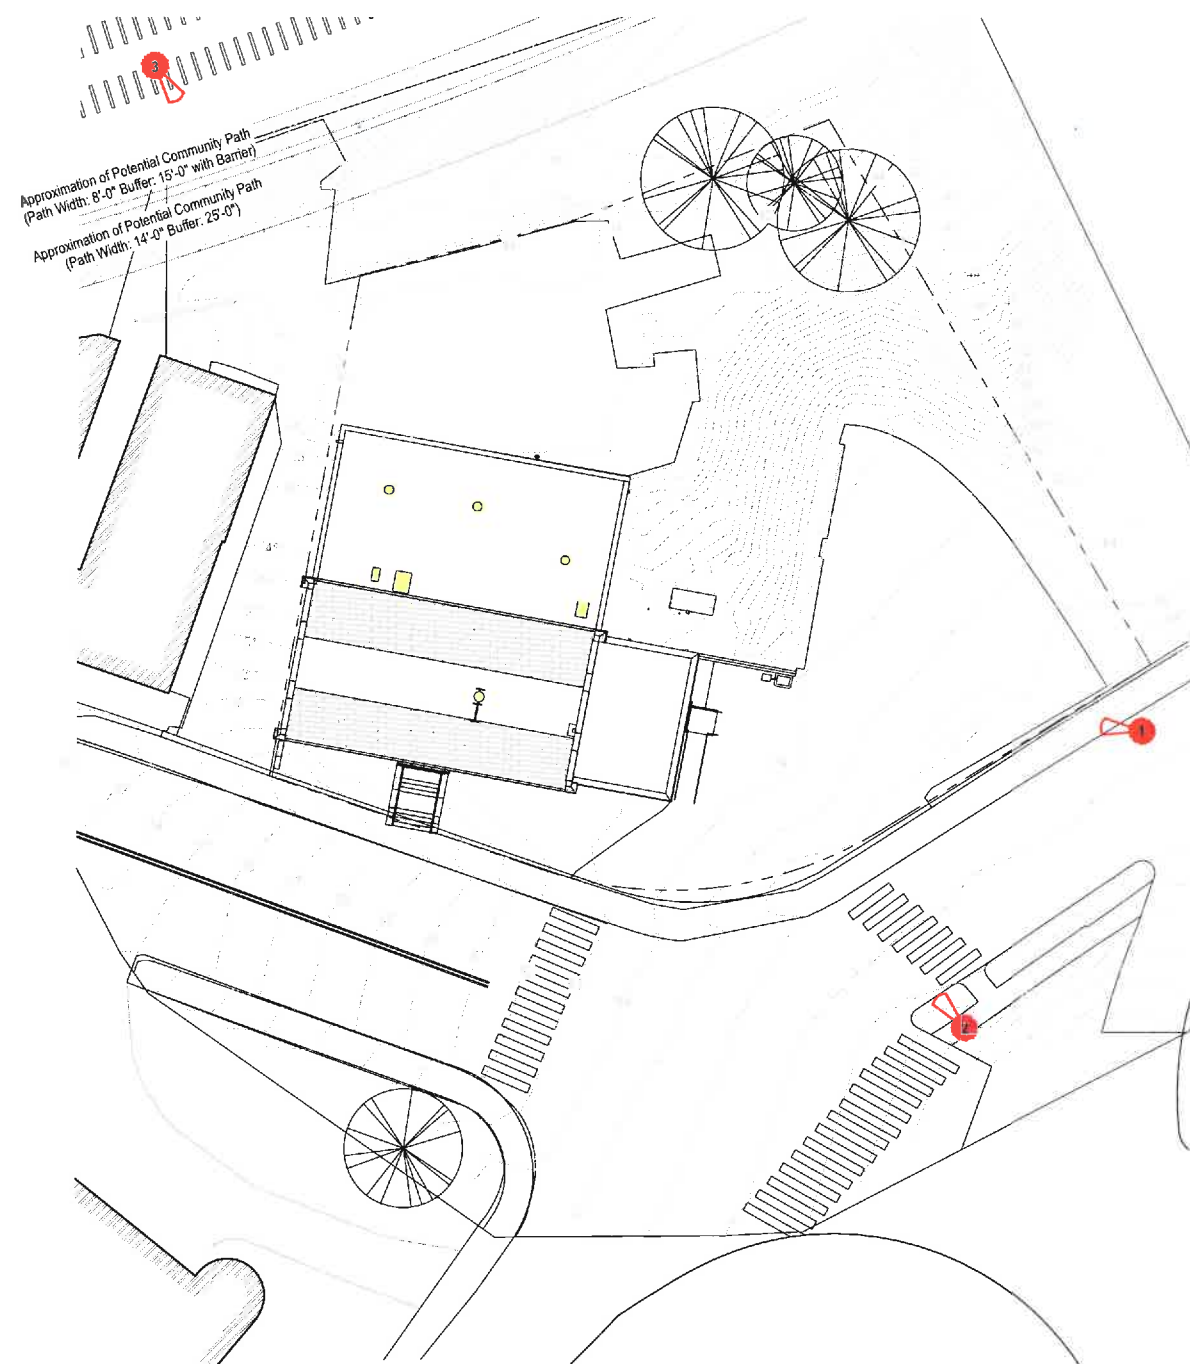 3
Approximation of Potential Community Path
(Path Width: 8'-0" Buffer: 15'-0" with Barrier)
Approximation of Potential Community Path
(Path Width: 14'-0" Buffer: 25'-0")
1
2